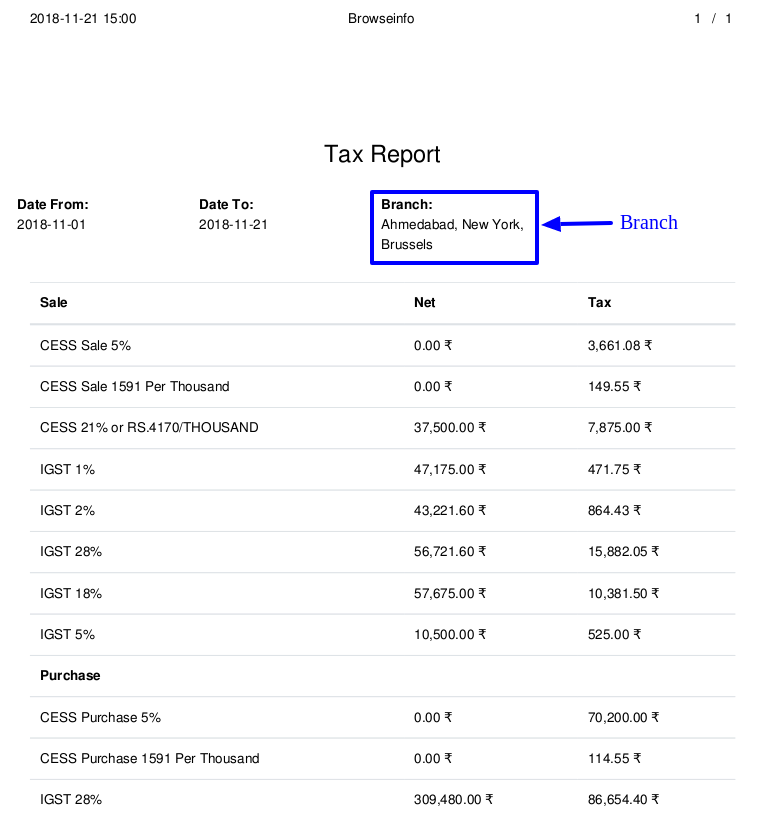 2018-11-21 15:00 Browseinfo 1 / 1
Tax Report
Date From: Date To: Branch:
2018-11-01 2018-11-21 Ahmedabad, New York,
Brussels
Branch
Sale Net Tax
CESS Sale 5% 0.00 ₹ 3,661.08 ₹
CESS Sale 1591 Per Thousand 0.00 ₹ 149.55 ₹
CESS 21% or RS.4170/THOUSAND 37,500.00 ₹ 7,875.00 ₹
IGST 1% 47,175.00 ₹ 471.75 ₹
IGST 2% 43,221.60 ₹ 864.43 ₹
IGST 28% 56,721.60 ₹ 15,882.05 ₹
IGST 18% 57,675.00 ₹ 10,381.50 ₹
IGST 5% 10,500.00 ₹ 525.00 ₹
Purchase
CESS Purchase 5% 0.00 ₹ 70,200.00 ₹
CESS Purchase 1591 Per Thousand 0.00 ₹ 114.55 ₹
IGST 28% 309,480.00 ₹ 86,654.40 ₹